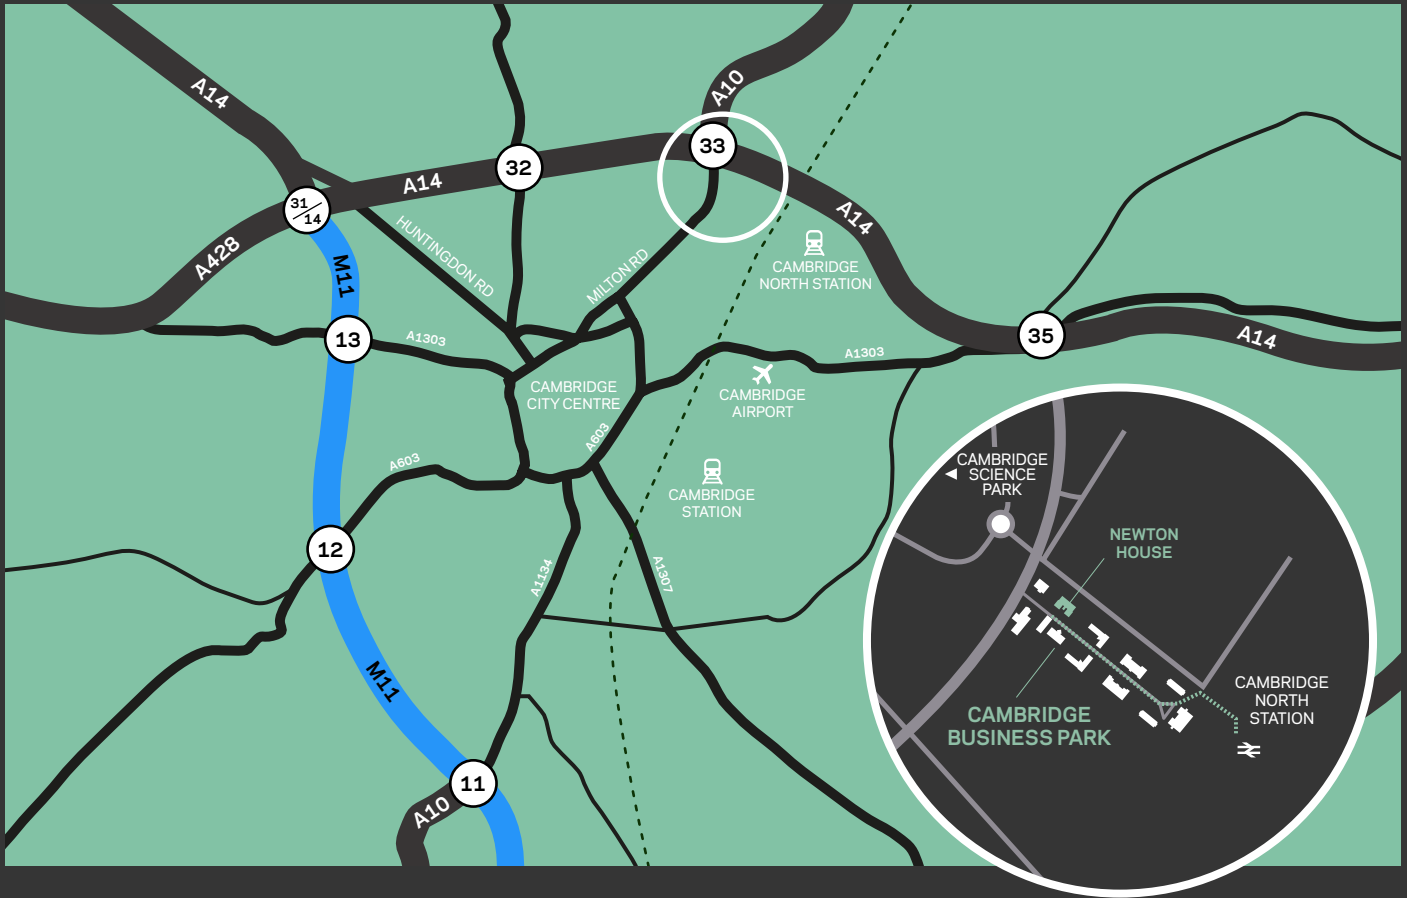 A14
A10
33
32
A14
31
14
HUNTINGDON RD
A14
A428
M11
MILTON RD
CAMBRIDGE
NORTH STATION
13
A1303
35
A14
A1303
CAMBRIDGE
CITY CENTRE
CAMBRIDGE
AIRPORT
A603
A603
CAMBRIDGE
STATION
12
A1134
A1307
M11
11
A10
CAMBRIDGE
SCIENCE
PARK
NEWTON
HOUSE
CAMBRIDGE
NORTH
STATION
CAMBRIDGE
BUSINESS PARK